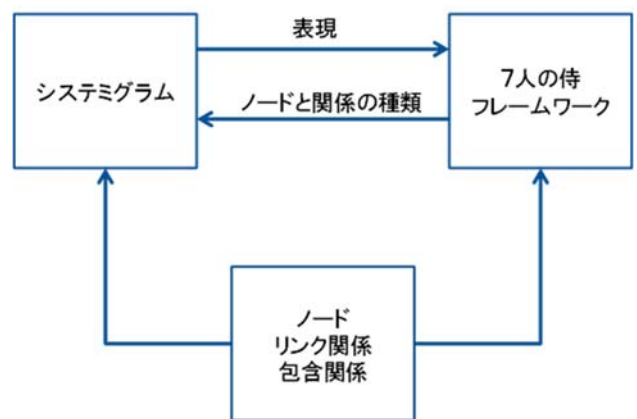 表現
システミグラム
7人の侍
フレームワーク
ノードと関係の種類
ノード
リンク関係
包含関係